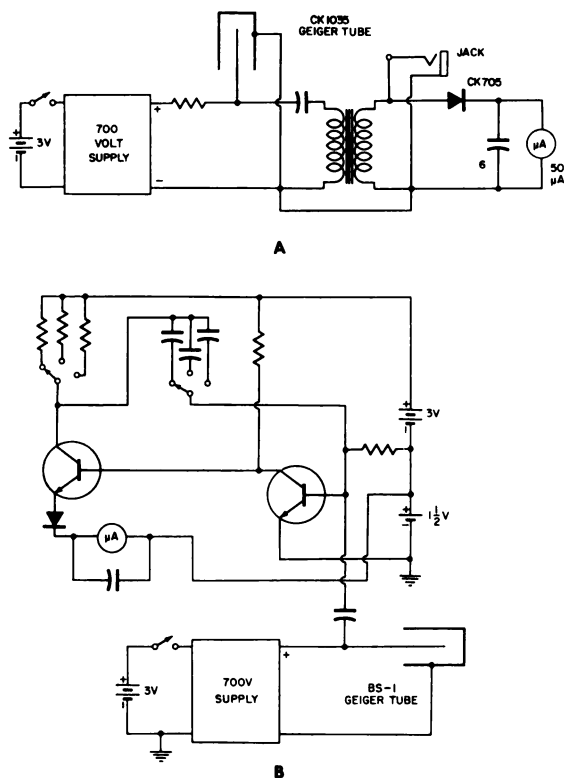 CK1035
GEIGER TUBE
JACK
CK705
+
3V
700
VOLT
SUPPLY
+
−
6
µA
50
µA
A
+
3V
+
1½V
−
µA
+
3V
700V
SUPPLY
+
BS-1
GEIGER TUBE
B